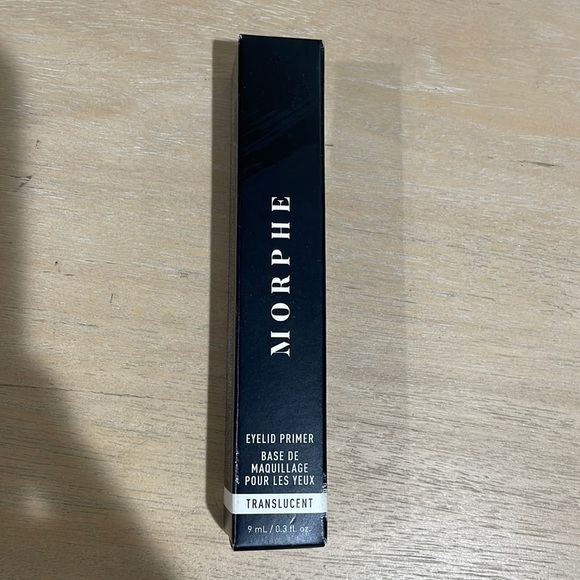 MORPHE
EYELID PRIMER
BASE DE
MAQUILLAGE
POUR LES YEUX
TRANSLUCENT
9 mL / 0.3 fl. oz.